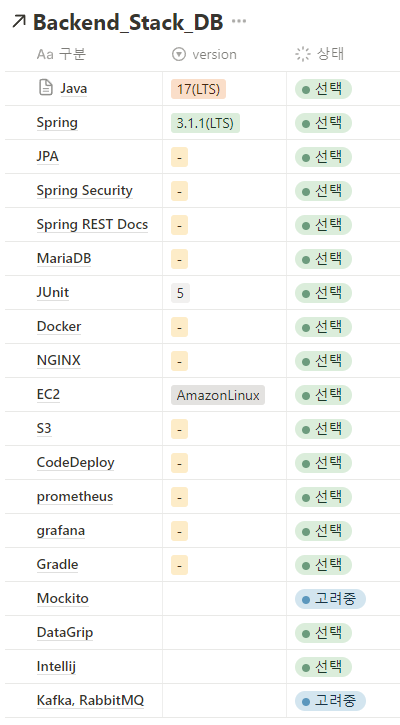 Backend_Stack_DB
Aa 구분 version 상태
Java 17(LTS) 선택
Spring 3.1.1(LTS) 선택
JPA - 선택
Spring Security - 선택
Spring REST Docs - 선택
MariaDB - 선택
JUnit 5 선택
Docker - 선택
NGINX - 선택
EC2 AmazonLinux 선택
S3 - 선택
CodeDeploy - 선택
prometheus - 선택
grafana - 선택
Gradle - 선택
Mockito 고려중
DataGrip 선택
Intellij 선택
Kafka, RabbitMQ 고려중